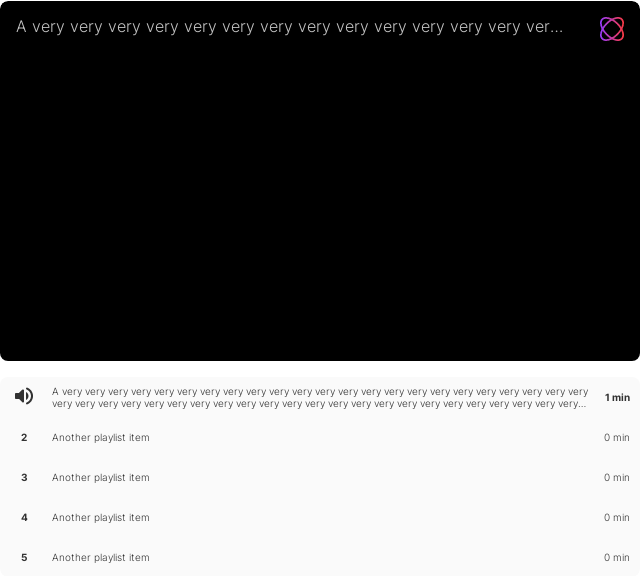 A very very very very very very very very very very very very very ver...
A very very very very very very very very very very very very very very very very very very very very very very very
very very very very very very very very very very very very very very very very very very very very very very very...
1 min
2 Another playlist item 0 min
3 Another playlist item 0 min
4 Another playlist item 0 min
5 Another playlist item 0 min